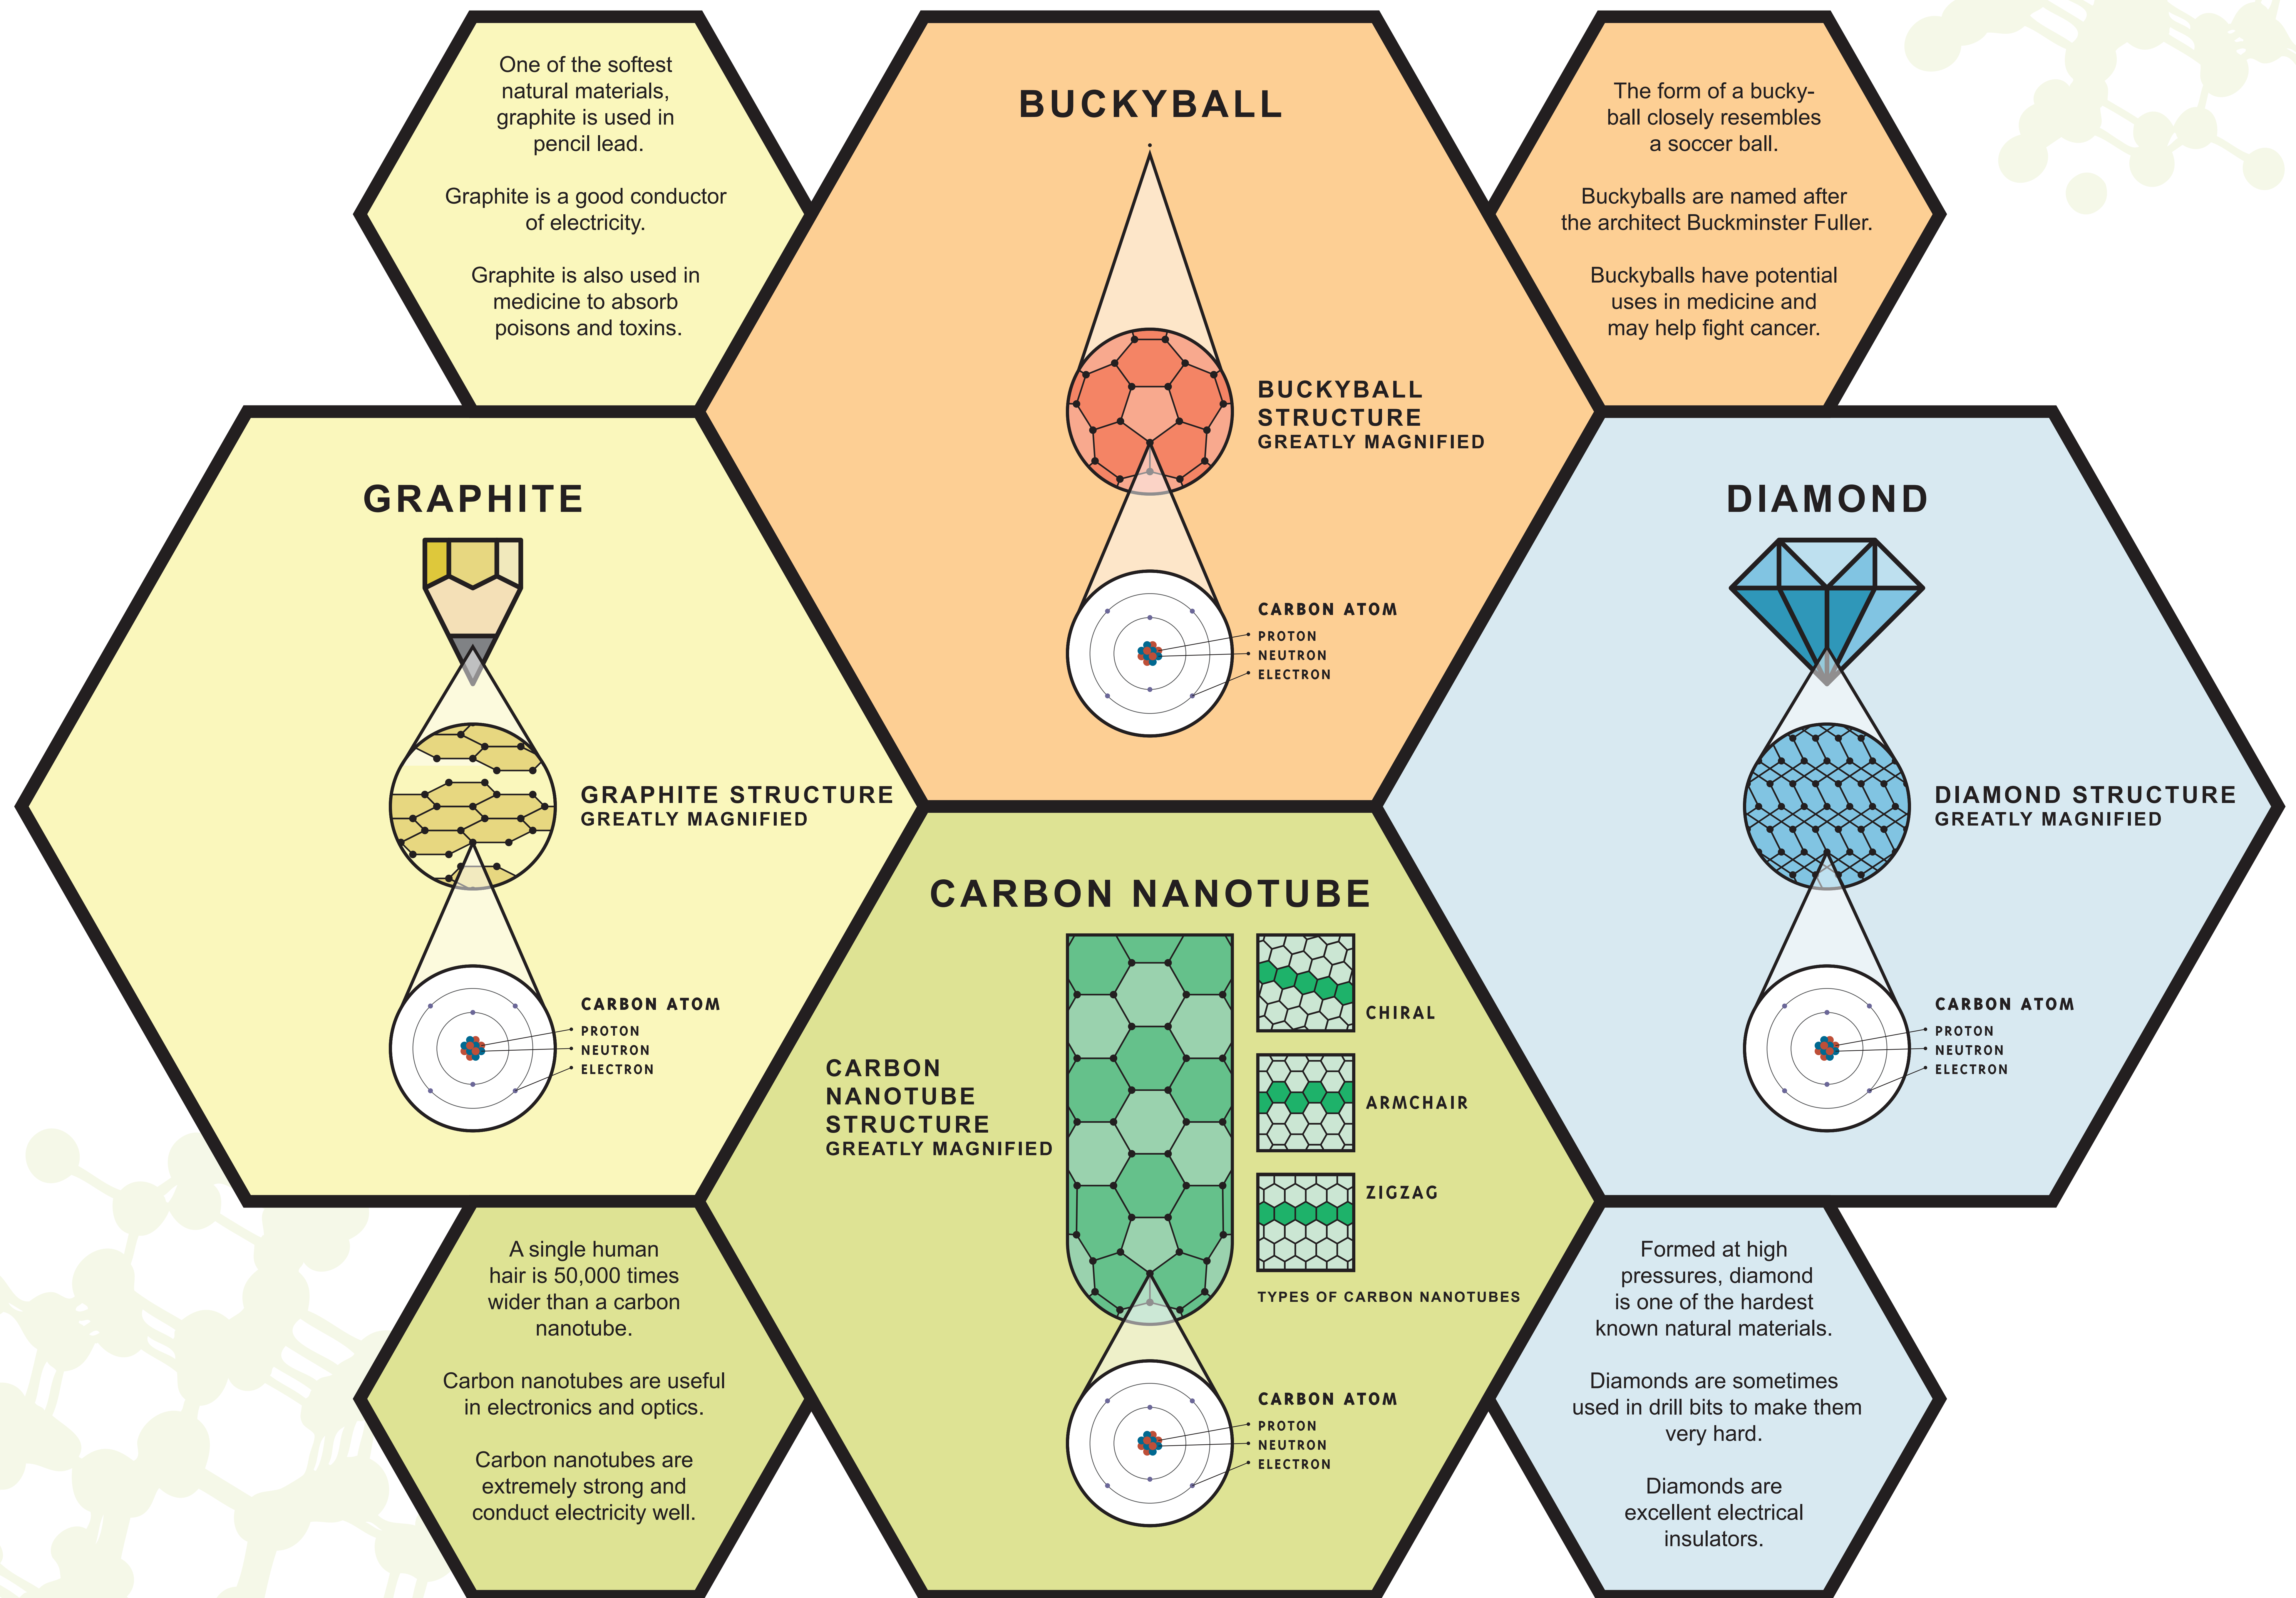 One of the softest
natural materials,
graphite is used in
pencil lead.
Graphite is a good conductor
of electricity.
Graphite is also used in
medicine to absorb
poisons and toxins.
BUCKYBALL
BUCKYBALL
STRUCTURE
GREATLY MAGNIFIED
CARBON ATOM
PROTON
NEUTRON
ELECTRON
The form of a bucky-
ball closely resembles
a soccer ball.
Buckyballs are named after
the architect Buckminster Fuller.
Buckyballs have potential
uses in medicine and
may help fight cancer.
GRAPHITE
GRAPHITE STRUCTURE
GREATLY MAGNIFIED
CARBON ATOM
PROTON
NEUTRON
ELECTRON
DIAMOND
DIAMOND STRUCTURE
GREATLY MAGNIFIED
CARBON ATOM
PROTON
NEUTRON
ELECTRON
CARBON NANOTUBE
CARBON
NANOTUBE
STRUCTURE
GREATLY MAGNIFIED
CHIRAL
ARMCHAIR
ZIGZAG
TYPES OF CARBON NANOTUBES
CARBON ATOM
PROTON
NEUTRON
ELECTRON
A single human
hair is 50,000 times
wider than a carbon
nanotube.
Carbon nanotubes are useful
in electronics and optics.
Carbon nanotubes are
extremely strong and
conduct electricity well.
Formed at high
pressures, diamond
is one of the hardest
known natural materials.
Diamonds are sometimes
used in drill bits to make them
very hard.
Diamonds are
excellent electrical
insulators.